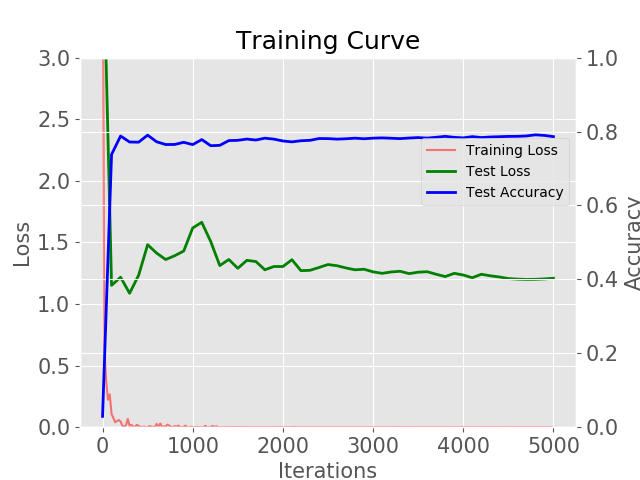 Training Curve
3.0
2.5
2.0
1.5
1.0
0.5
0.0
Loss
1.0
0.8
0.6
0.4
0.2
0.0
Accuracy
Training Loss
Test Loss
Test Accuracy
0
1000
2000
3000
4000
5000
Iterations